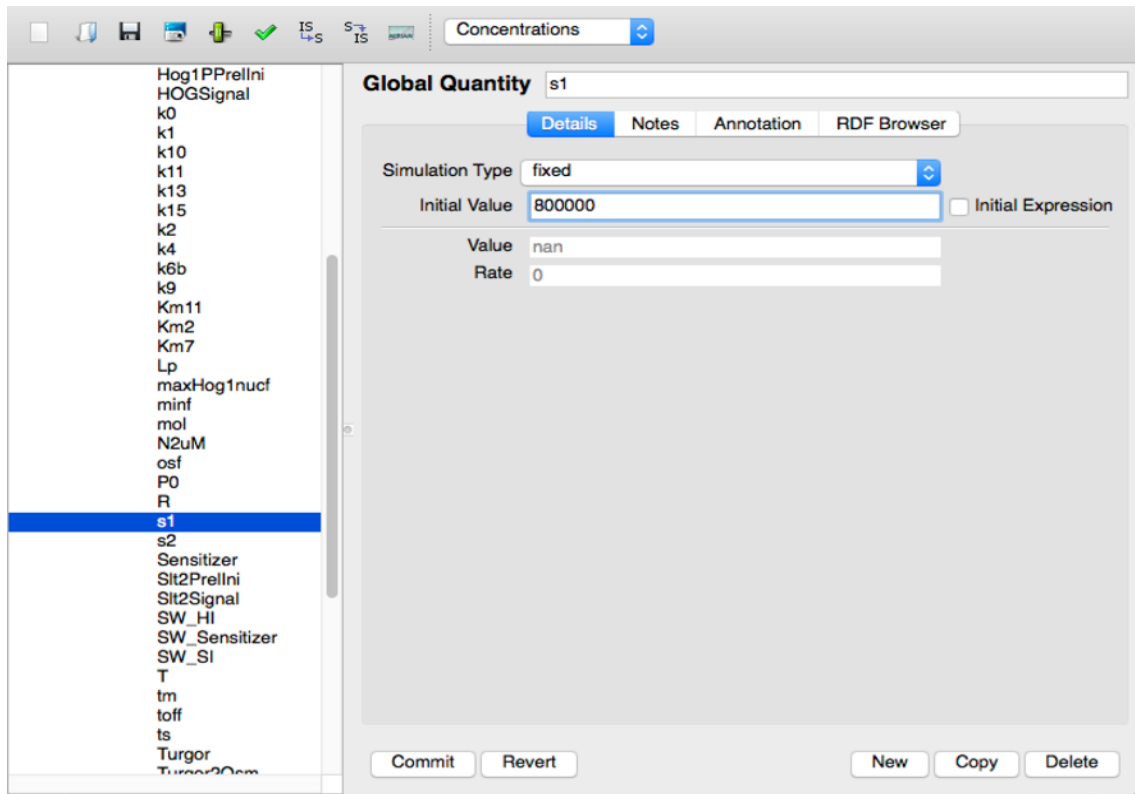 IS
S
S
IS
Concentrations
Hog1PPrelIni
HOGSignal
k0
k1
k10
k11
k13
k15
k2
k4
k6b
k9
Km11
Km2
Km7
Lp
maxHog1nucf
minf
mol
N2uM
osf
P0
R
s1
s2
Sensitizer
Slt2PrelIni
Slt2Signal
SW_HI
SW_Sensitizer
SW_SI
T
tm
toff
ts
Turgor
Turgor2Osm
Global Quantity s1
Details Notes Annotation RDF Browser
Simulation Type fixed
Initial Value 800000 Initial Expression
Value nan
Rate 0
Commit Revert New Copy Delete